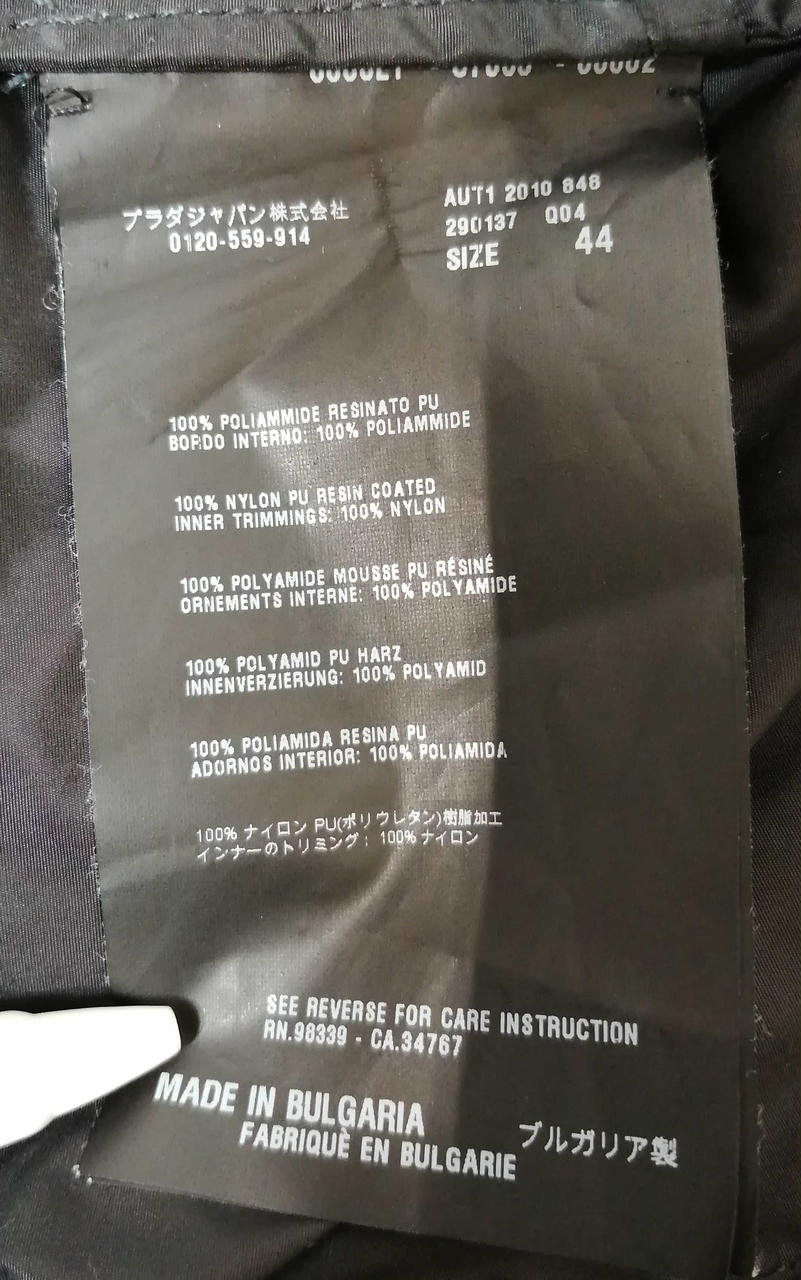 プラダジャパン株式会社
0120-559-914
AUT1 2010 848
290137 Q04
SIZE 44
100% POLIAMMIDE RESINATO PU
BORDO INTERNO: 100% POLIAMMIDE
100% NYLON PU RESIN COATED
INNER TRIMMINGS: 100% NYLON
100% POLYAMIDE MOUSSE PU RÉSINÉ
ORNEMENTS INTERNE: 100% POLYAMIDE
100% POLYAMID PU HARZ
INNENVERZIERUNG: 100% POLYAMID
100% POLIAMIDA RESINA PU
ADORNOS INTERIOR: 100% POLIAMIDA
100% ナイロン PU(ポリウレタン)樹脂加工
インナーのトリミング: 100% ナイロン
SEE REVERSE FOR CARE INSTRUCTION
RN.98339 - CA.34767
MADE IN BULGARIA
FABRIQUÈ EN BULGARIE
ブルガリア製